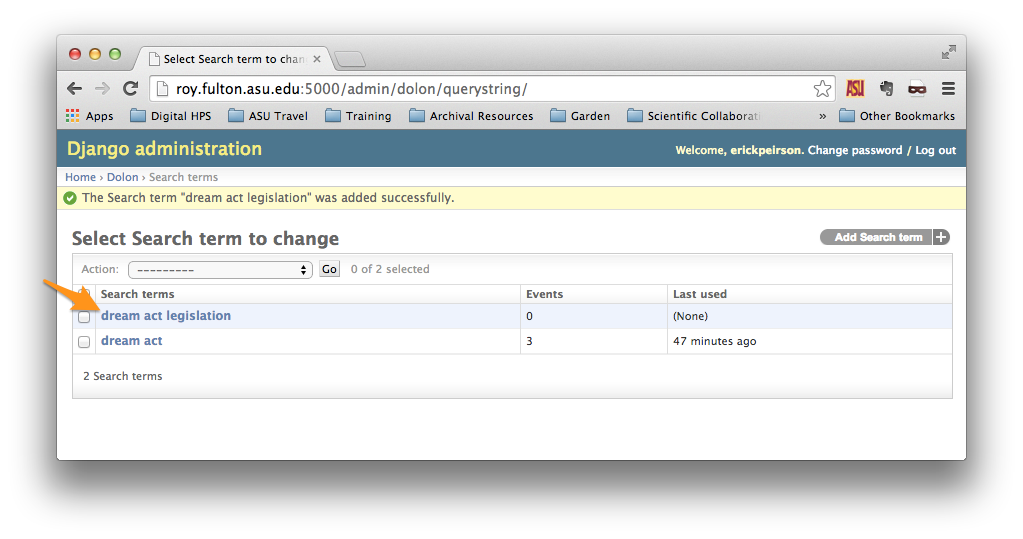 Select Search term to chan
roy.fulton.asu.edu:5000/admin/dolon/querystring/
ASU
Apps Digital HPS ASU Travel Training Archival Resources Garden Scientific Collaborati » Other Bookmarks
Django administration
Welcome, erickpeirson. Change password / Log out
Home › Dolon › Search terms
The Search term "dream act legislation" was added successfully.
Select Search term to change
Add Search term +
Action: --------- Go 0 of 2 selected
Search terms Events Last used
dream act legislation 0 (None)
dream act 3 47 minutes ago
2 Search terms